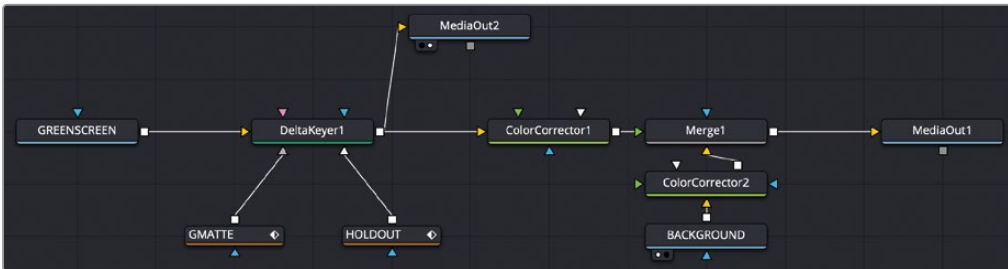 MediaOut2
GREENSCREEN
DeltaKeyer1
ColorCorrector1
Merge1
MediaOut1
ColorCorrector2
GMATTE
HOLDOUT
BACKGROUND